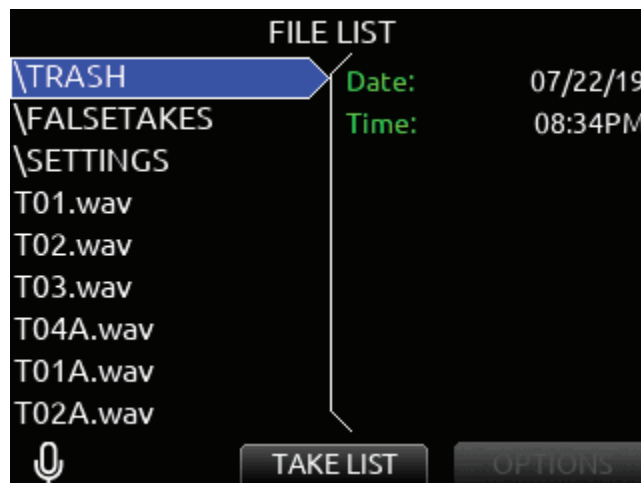 FILE LIST
\TRASH
\FALSETAKES
\SETTINGS
T01.wav
T02.wav
T03.wav
T04A.wav
T01A.wav
T02A.wav
Date: 07/22/19
Time: 08:34PM
TAKE LIST
OPTIONS